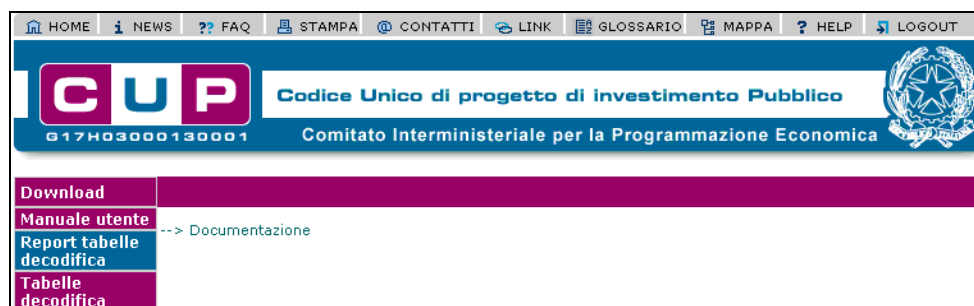 HOME i NEWS ?? FAQ STAMPA @ CONTATTI LINK GLOSSARIO MAPPA ? HELP LOGOUT
CUP
Codice Unico di progetto di investimento Pubblico
G17H03000130001
Comitato Interministeriale per la Programmazione Economica
Download
Manuale utente
--> Documentazione
Report tabelle
decodifica
Tabelle
decodifica